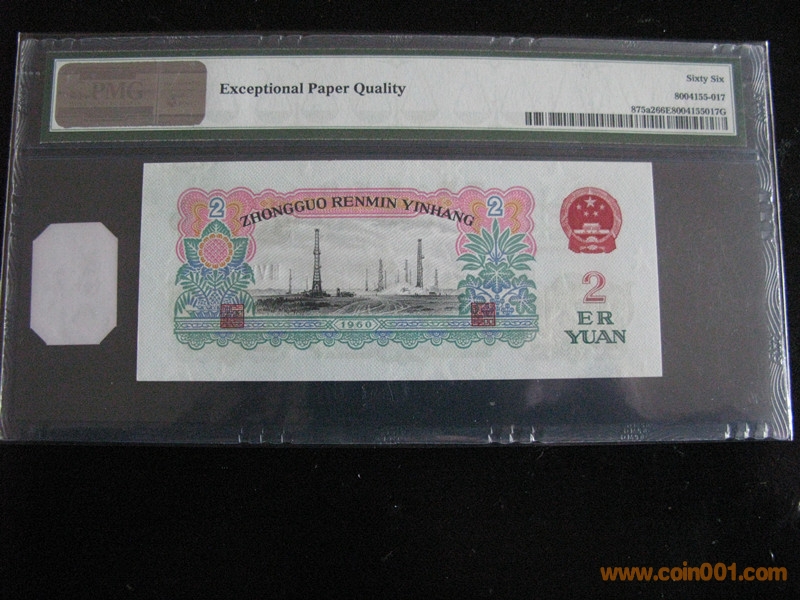 PMG
Exceptional Paper Quality
Sixty Six
8004155-017
875a266E8004155017G
2
ZHONGGUO RENMIN YINHANG
2
1960
2
ER
YUAN
www.coin001.com